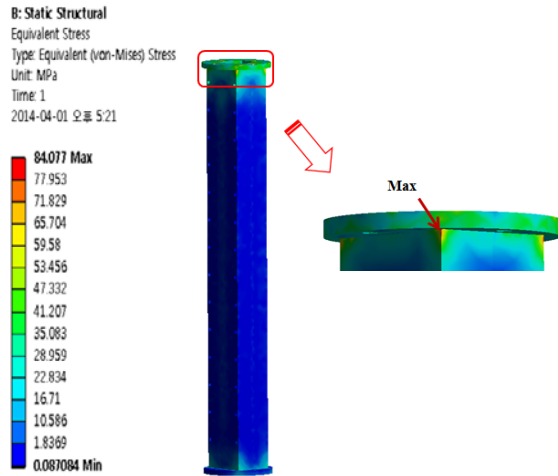 B: Static Structural
Equivalent Stress
Type: Equivalent (von-Mises) Stress
Unit: MPa
Time: 1
2014-04-01 오후 5:21
84.077 Max
77.953
71.829
65.704
59.58
53.456
47.332
41.207
35.083
28.959
22.834
16.71
10.586
1.8369
0.087084 Min
Max